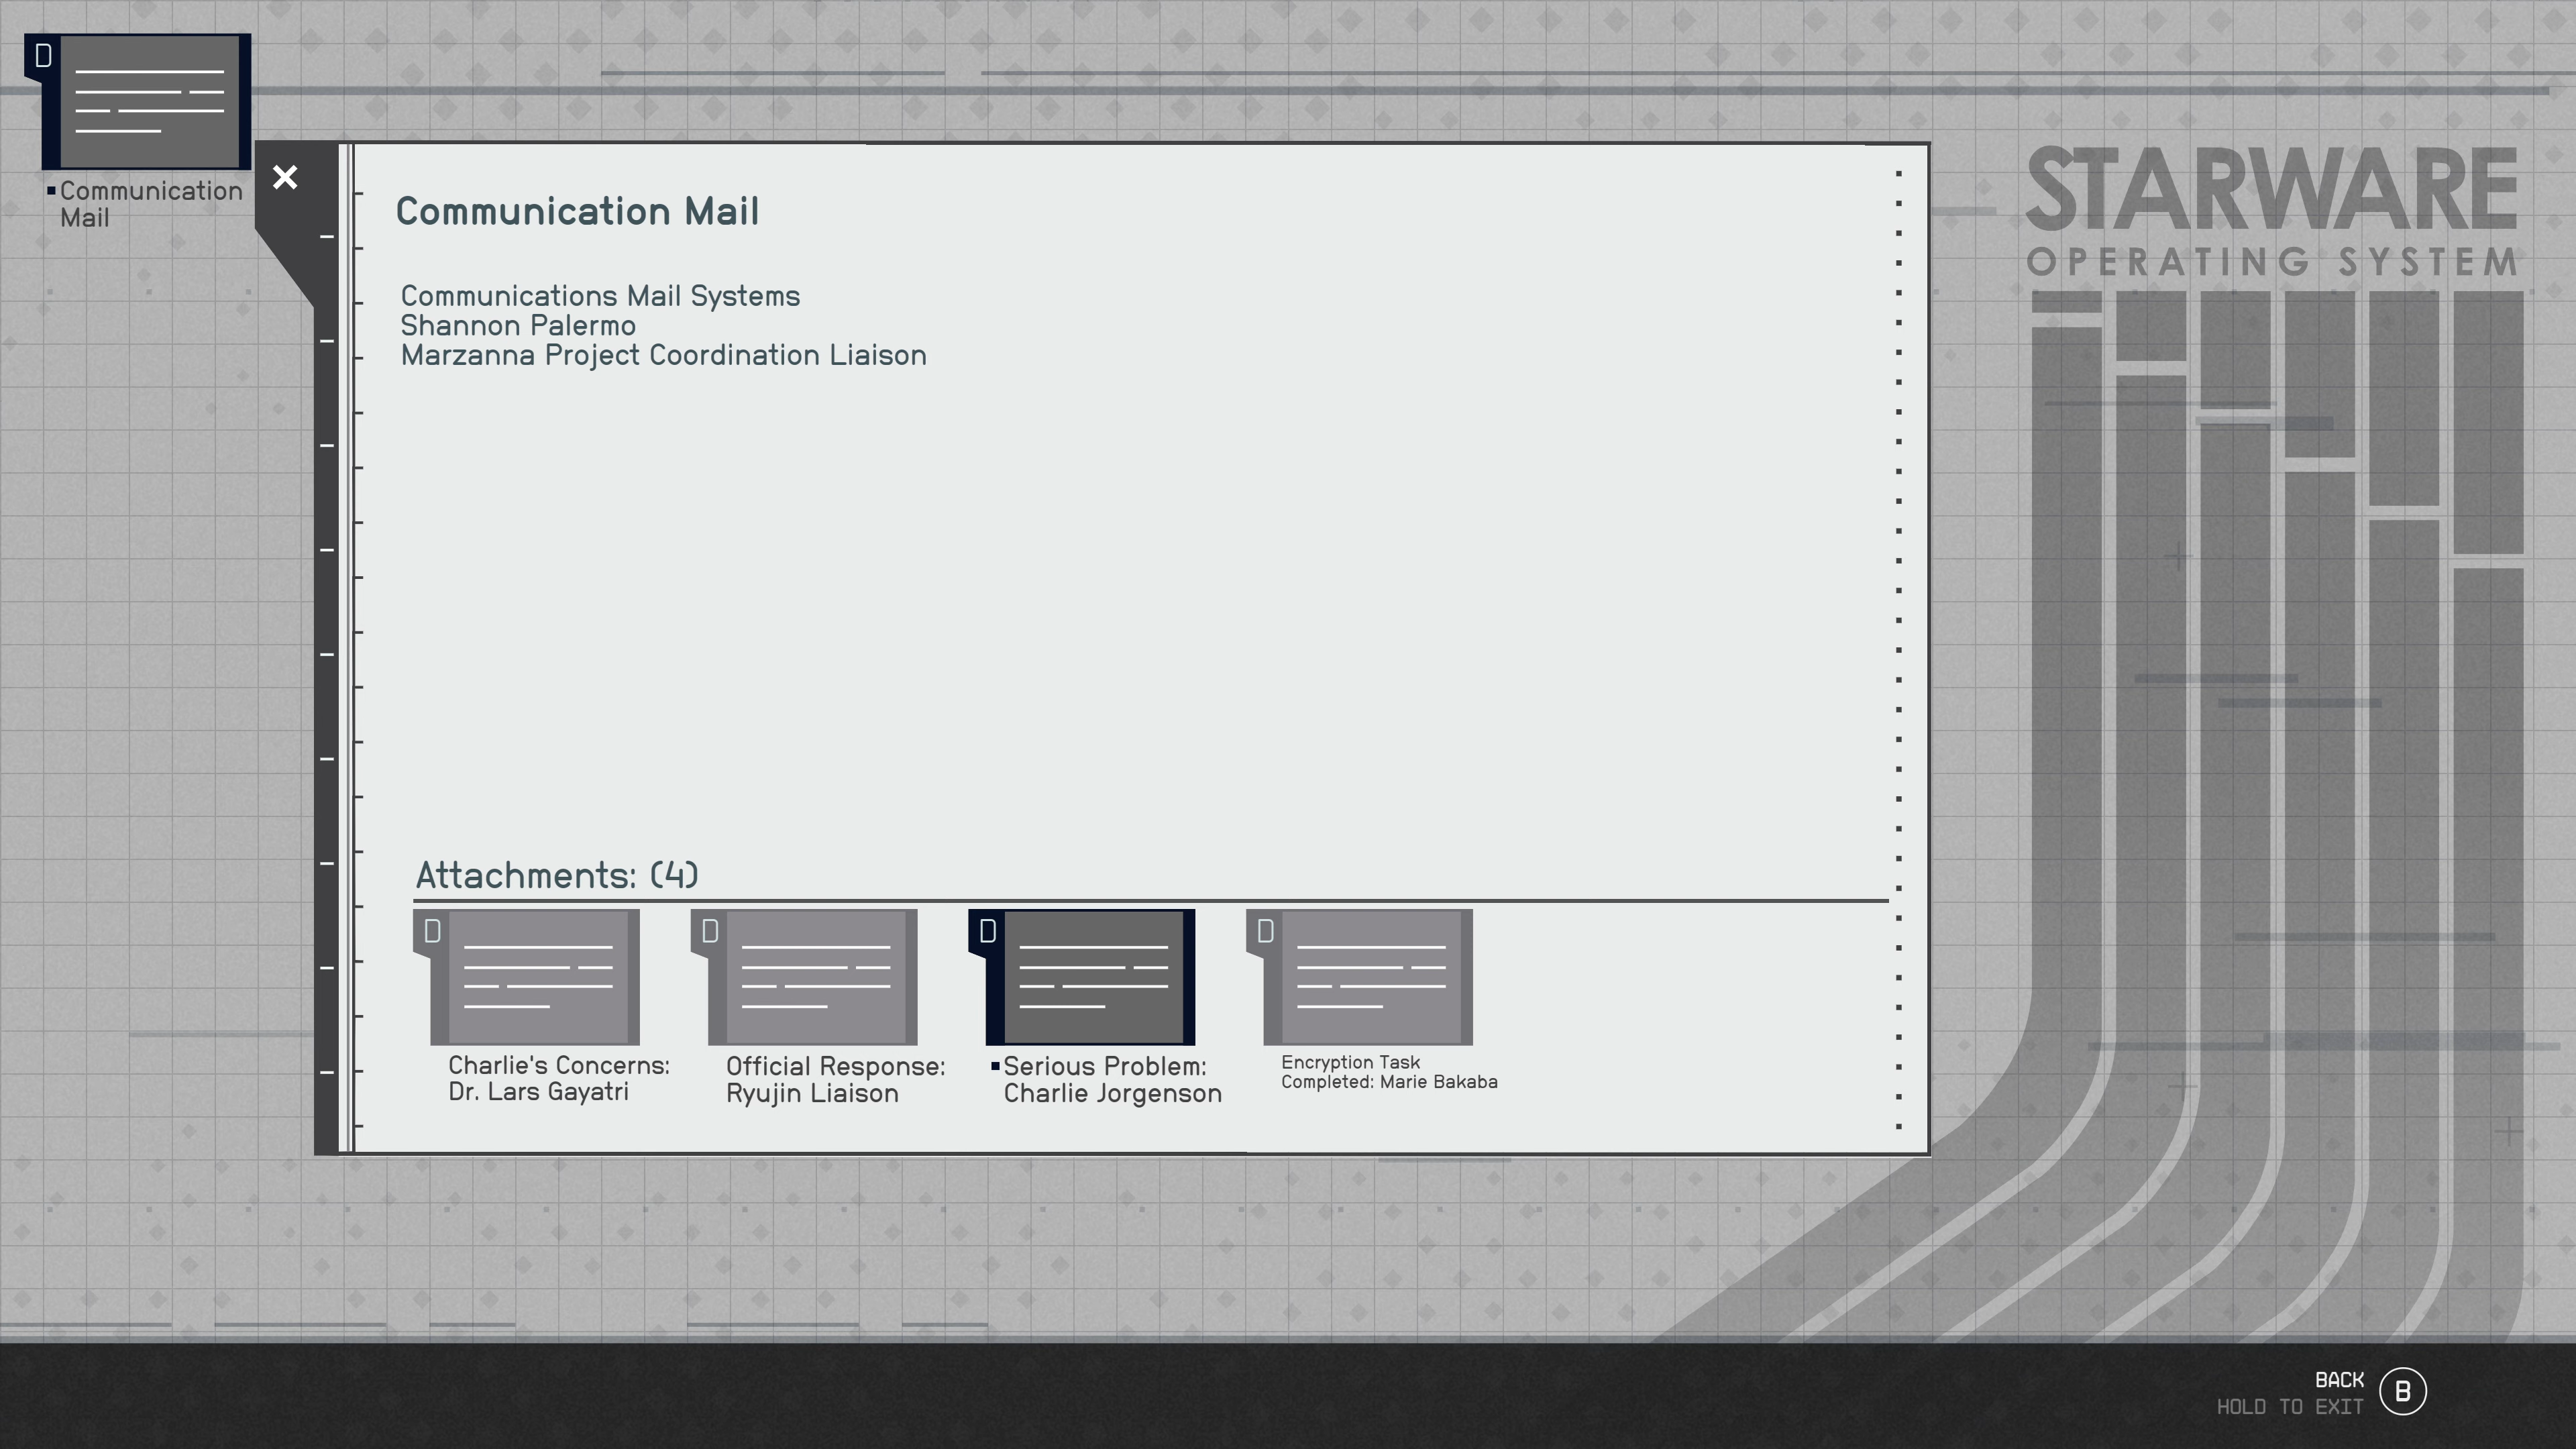 D
Communication
Mail
Communication Mail
Communications Mail Systems
Shannon Palermo
Marzanna Project Coordination Liaison
Attachments: (4)
D
Charlie's Concerns:
Dr. Lars Gayatri
D
Official Response:
Ryujin Liaison
D
Serious Problem:
Charlie Jorgenson
D
Encryption Task
Completed: Marie Bakaba
STARWARE
OPERATING SYSTEM
BACK
HOLD TO EXIT
B